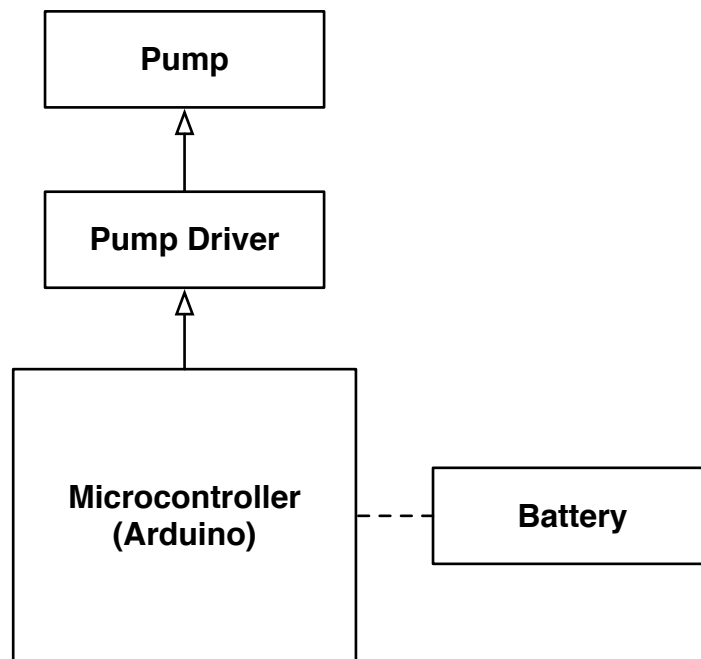 Pump
Pump Driver
Microcontroller
(Arduino)
Battery